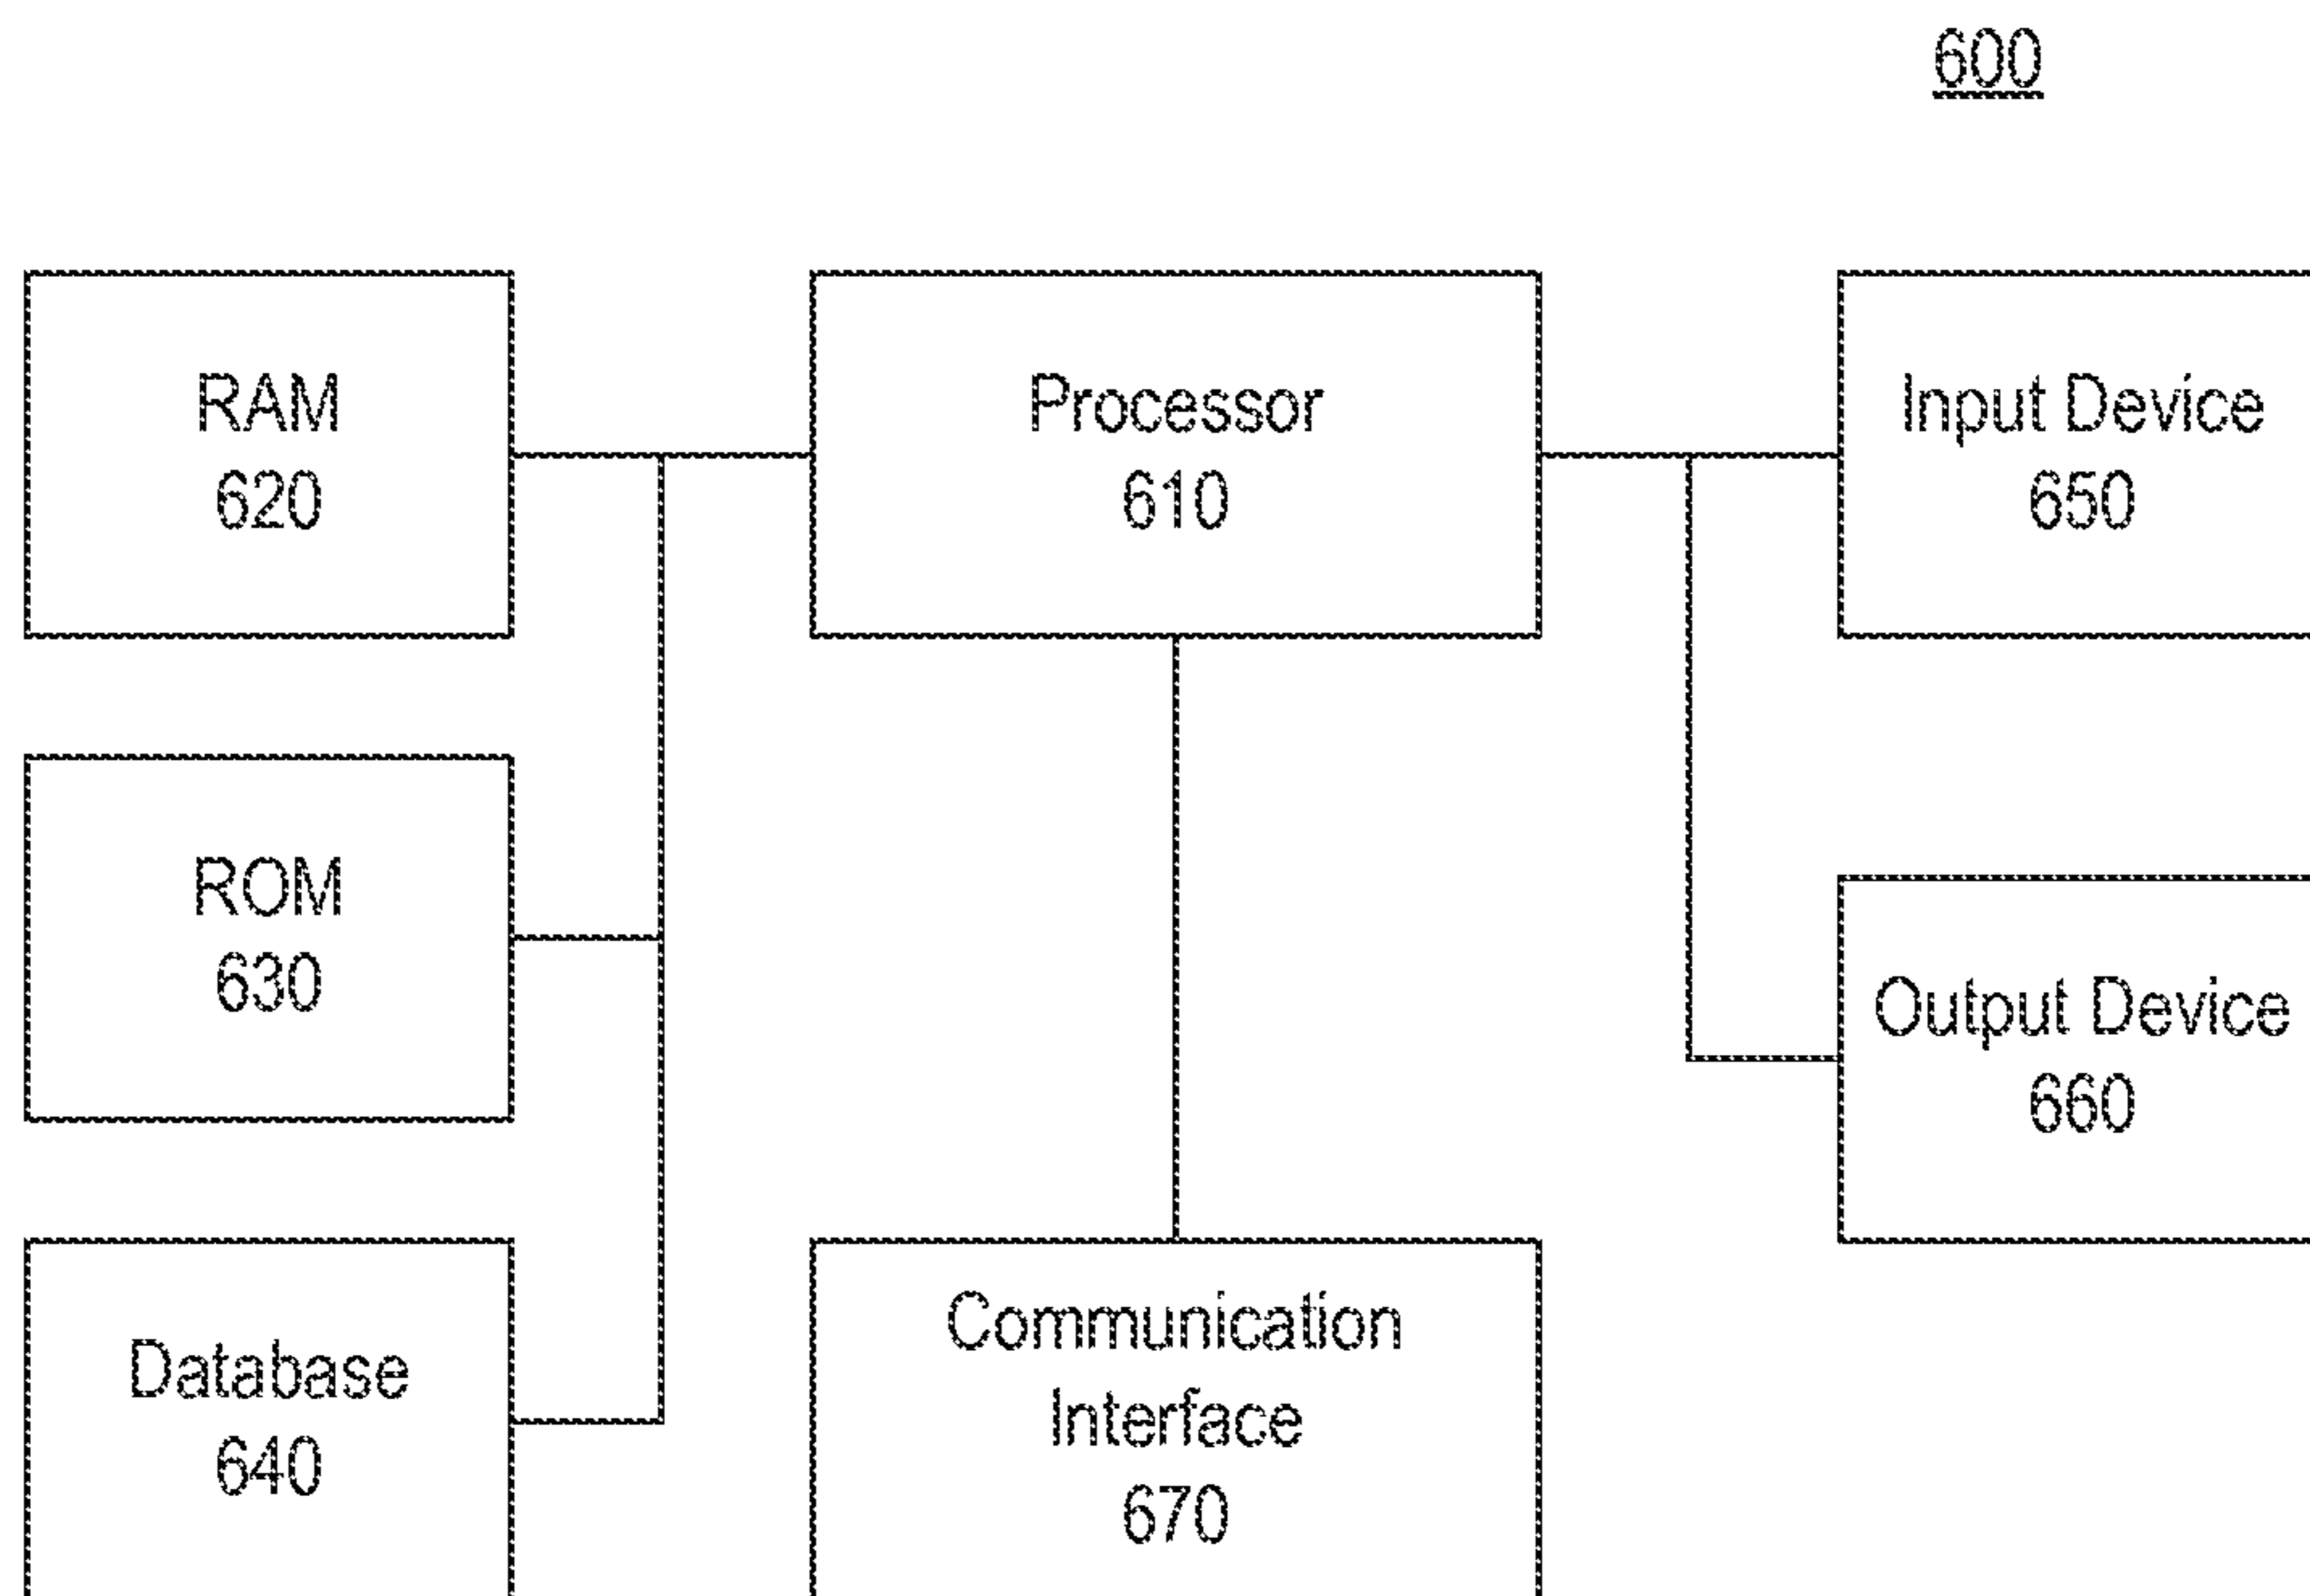 600
RAM
620
Processor
610
Input Device
650
ROM
630
Output Device
660
Database
640
Communication
Interface
670